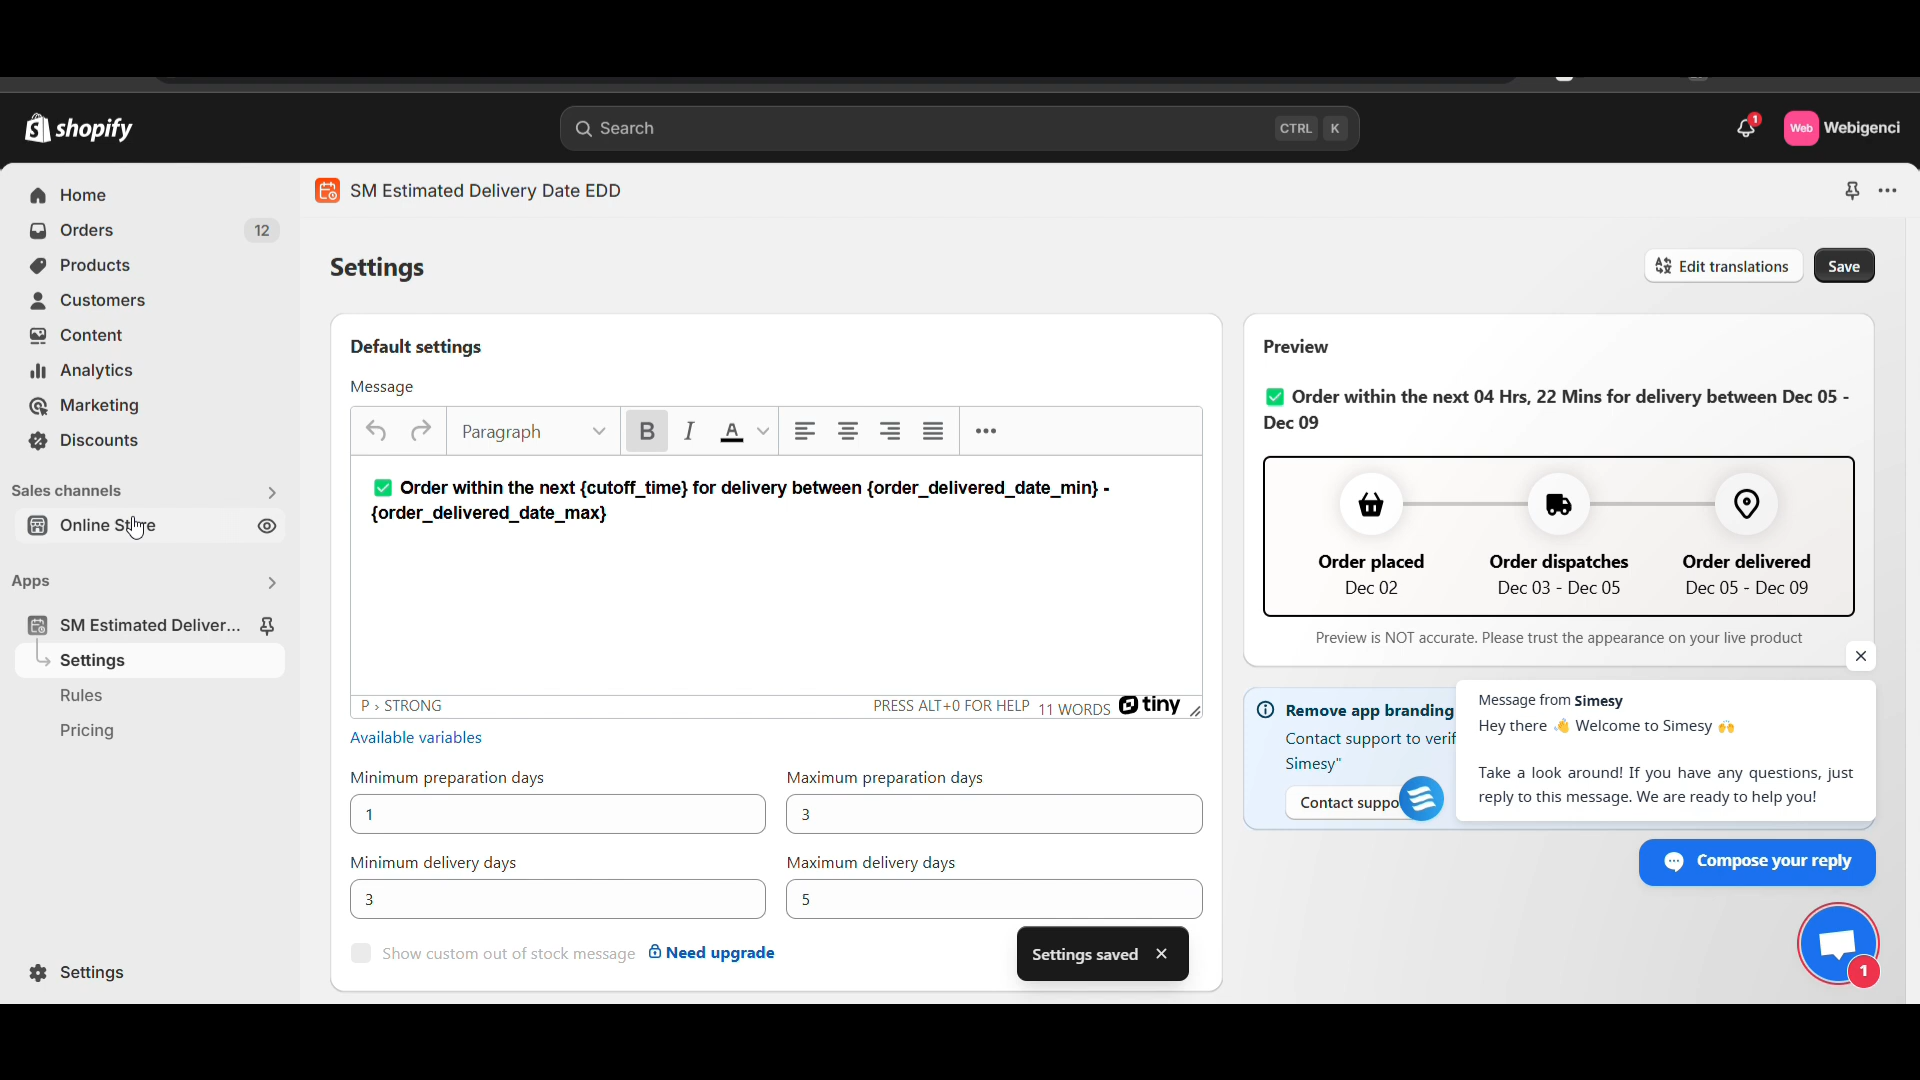 shopify
Search
CTRL K
1
Web
Webigenci
Home
Orders
12
Products
Customers
Content
Analytics
Marketing
Discounts
Sales channels
Online Store
Apps
SM Estimated Deliver...
Settings
Rules
Pricing
Settings
SM Estimated Delivery Date EDD
Settings
Edit translations
Save
Default settings
Message
Paragraph
B
I
A
✅ Order within the next {cutoff_time} for delivery between {order_delivered_date_min} -
{order_delivered_date_max}
P › STRONG
PRESS ALT+0 FOR HELP
11 WORDS
tiny
Available variables
Minimum preparation days
Maximum preparation days
1
3
Minimum delivery days
Maximum delivery days
3
5
Show custom out of stock message
Need upgrade
Settings saved
Preview
✅ Order within the next 04 Hrs, 22 Mins for delivery between Dec 05 -
Dec 09
Order placed
Order dispatches
Order delivered
Dec 02
Dec 03 - Dec 05
Dec 05 - Dec 09
Preview is NOT accurate. Please trust the appearance on your live product
Remove app branding
Contact support to verif
Simesy"
Contact suppo
Message from Simesy
Hey there 👋 Welcome to Simesy 🙌
Take a look around! If you have any questions, just
reply to this message. We are ready to help you!
Compose your reply
1